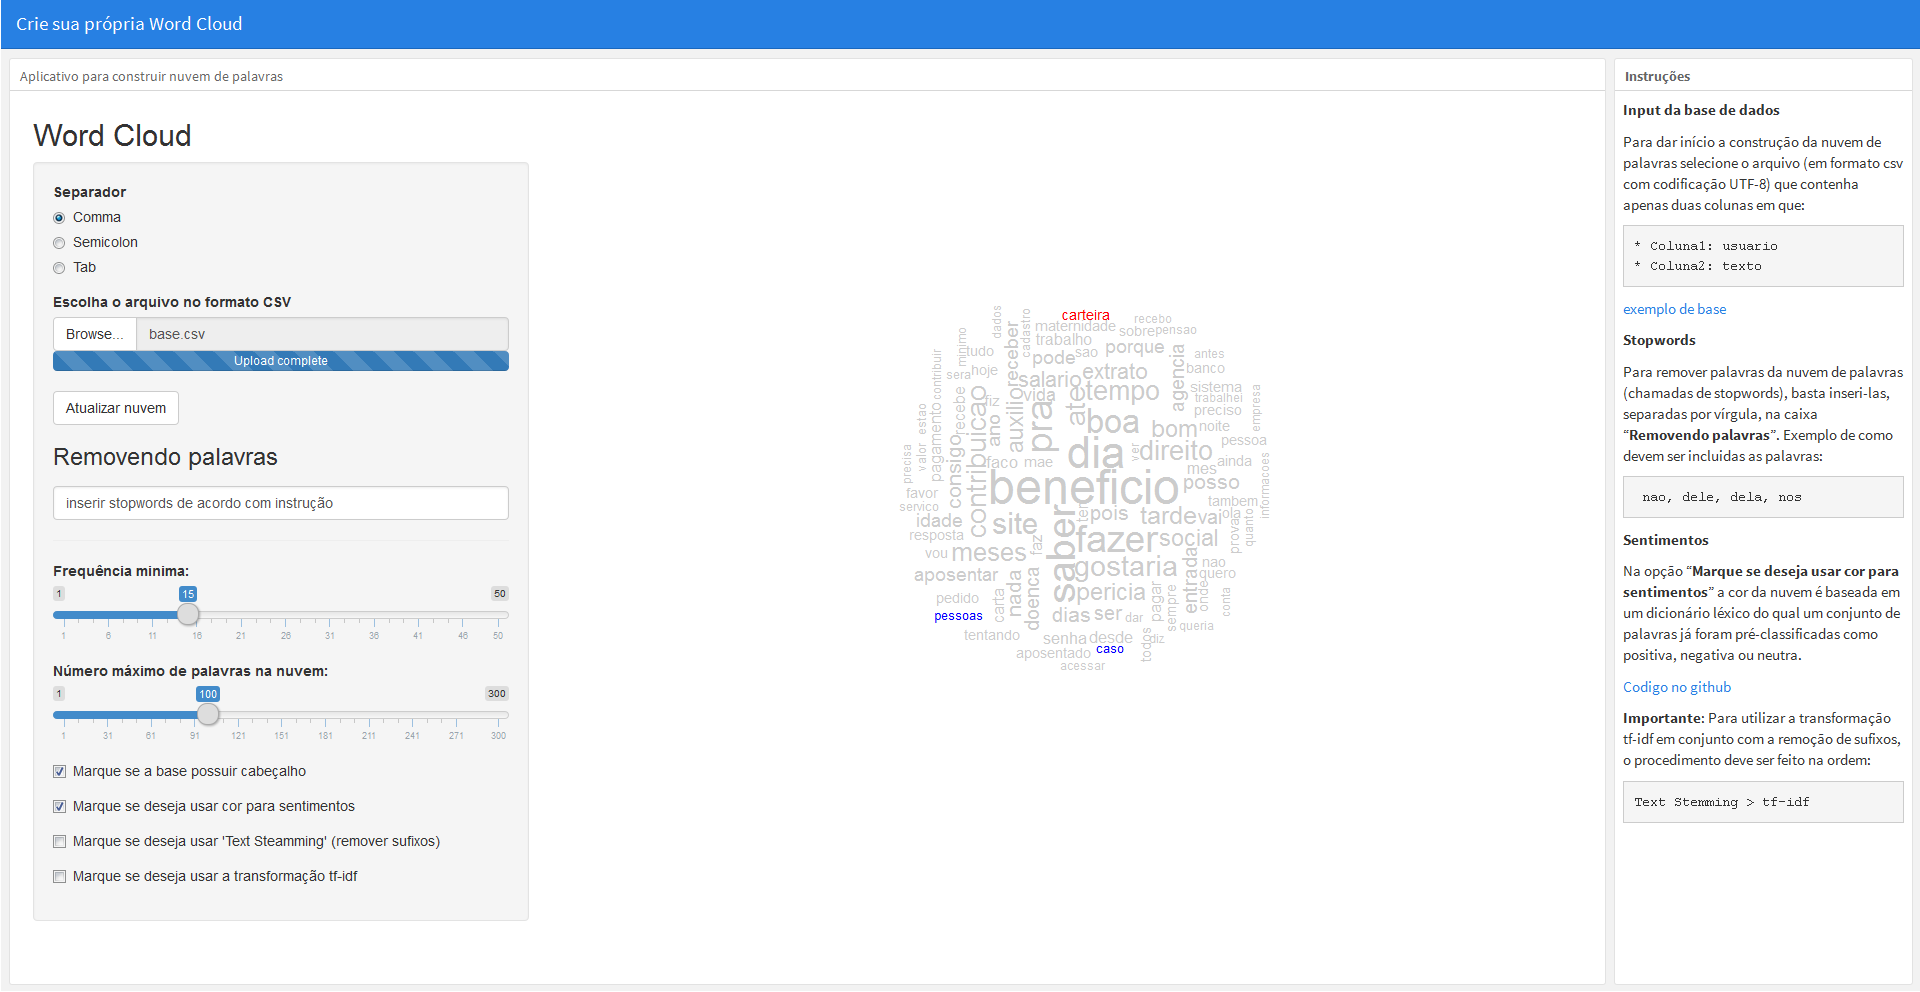 Crie sua própria Word Cloud
Aplicativo para construir nuvem de palavras
Word Cloud
Separador
Comma
Semicolon
Tab
Escolha o arquivo no formato CSV
Browse... base.csv
Upload complete
Atualizar nuvem
Removendo palavras
inserir stopwords de acordo com instrução
Frequência minima:
1 15 50
1 6 11 16 21 26 31 36 41 46 50
Número máximo de palavras na nuvem:
1 100 300
1 31 61 91 121 151 181 211 241 271 300
Marque se a base possuir cabeçalho
Marque se deseja usar cor para sentimentos
Marque se deseja usar 'Text Steamming' (remover sufixos)
Marque se deseja usar a transformação tf-idf
dados
cadastro
carteira
recebo
maternidade
sobre
pensao
minimo
tudo
receber
trabalho
pode
sao
porque
agencia
antes
contribuir
sera
hoje
salario
extrato
banco
vida
ate
tempo
sistema
trabalhei
empresa
estao
pagamento
recebe
contribuicao
fiz
ano
auxilio
pra
boa
bom
noite
preciso
pessoa
precisa
valor
consigo
faco
mae
dia
ver
direito
mes
ainda
informacoes
favor
servico
beneficio
posso
tambem
idade
site
saber
ter
pois
tarde
vai
ola
prova
quanto
resposta
vou
meses
faz
fazer
social
aposentar
nada
doenca
gostaria
entrada
nao
quero
onde
pedido
carta
pericia
pagar
sempre
conta
pessoas
dias
ser
dar
queria
tentando
senha
desde
todos
diz
aposentado
caso
acessar
Instruções
Input da base de dados
Para dar início a construção da nuvem de
palavras selecione o arquivo (em formato csv
com codificação UTF-8) que contenha
apenas duas colunas em que:
* Coluna1: usuario
* Coluna2: texto
exemplo de base
Stopwords
Para remover palavras da nuvem de palavras
(chamadas de stopwords), basta inseri-las,
separadas por vírgula, na caixa
“Removendo palavras”. Exemplo de como
devem ser incluidas as palavras:
nao, dele, dela, nos
Sentimentos
Na opção “Marque se deseja usar cor para
sentimentos” a cor da nuvem é baseada em
um dicionário léxico do qual um conjunto de
palavras já foram pré-classificadas como
positiva, negativa ou neutra.
Codigo no github
Importante: Para utilizar a transformação
tf-idf em conjunto com a remoção de sufixos,
o procedimento deve ser feito na ordem:
Text Stemming > tf-idf